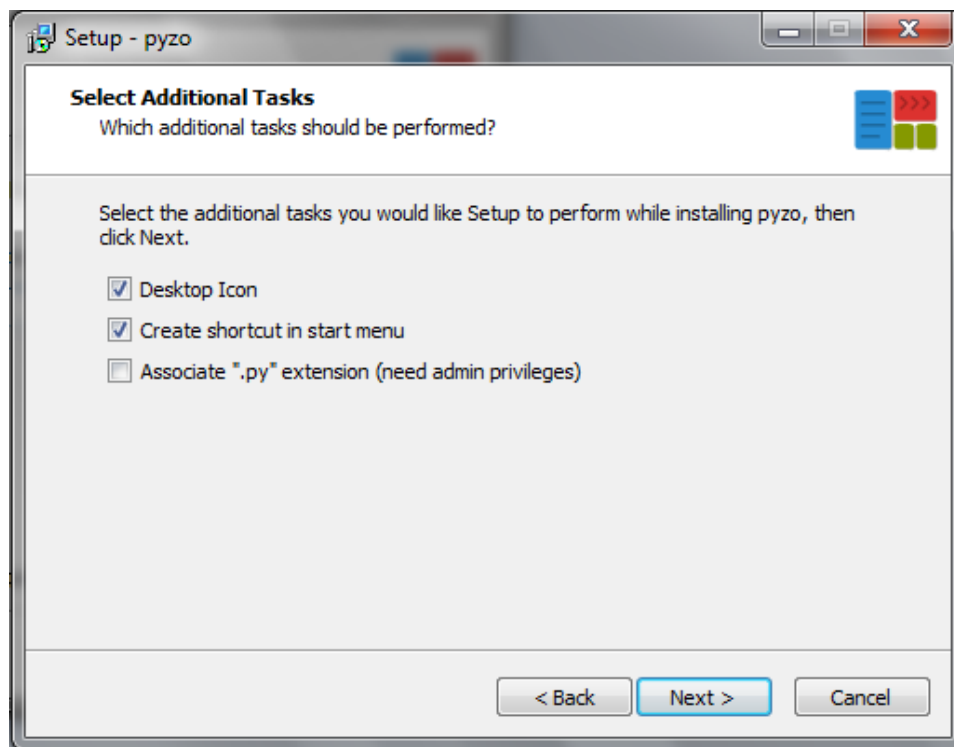 Setup - pyzo
Select Additional Tasks
Which additional tasks should be performed?
>>>
Select the additional tasks you would like Setup to perform while installing pyzo, then
click Next.
Desktop Icon
Create shortcut in start menu
Associate ".py" extension (need admin privileges)
< Back Next > Cancel